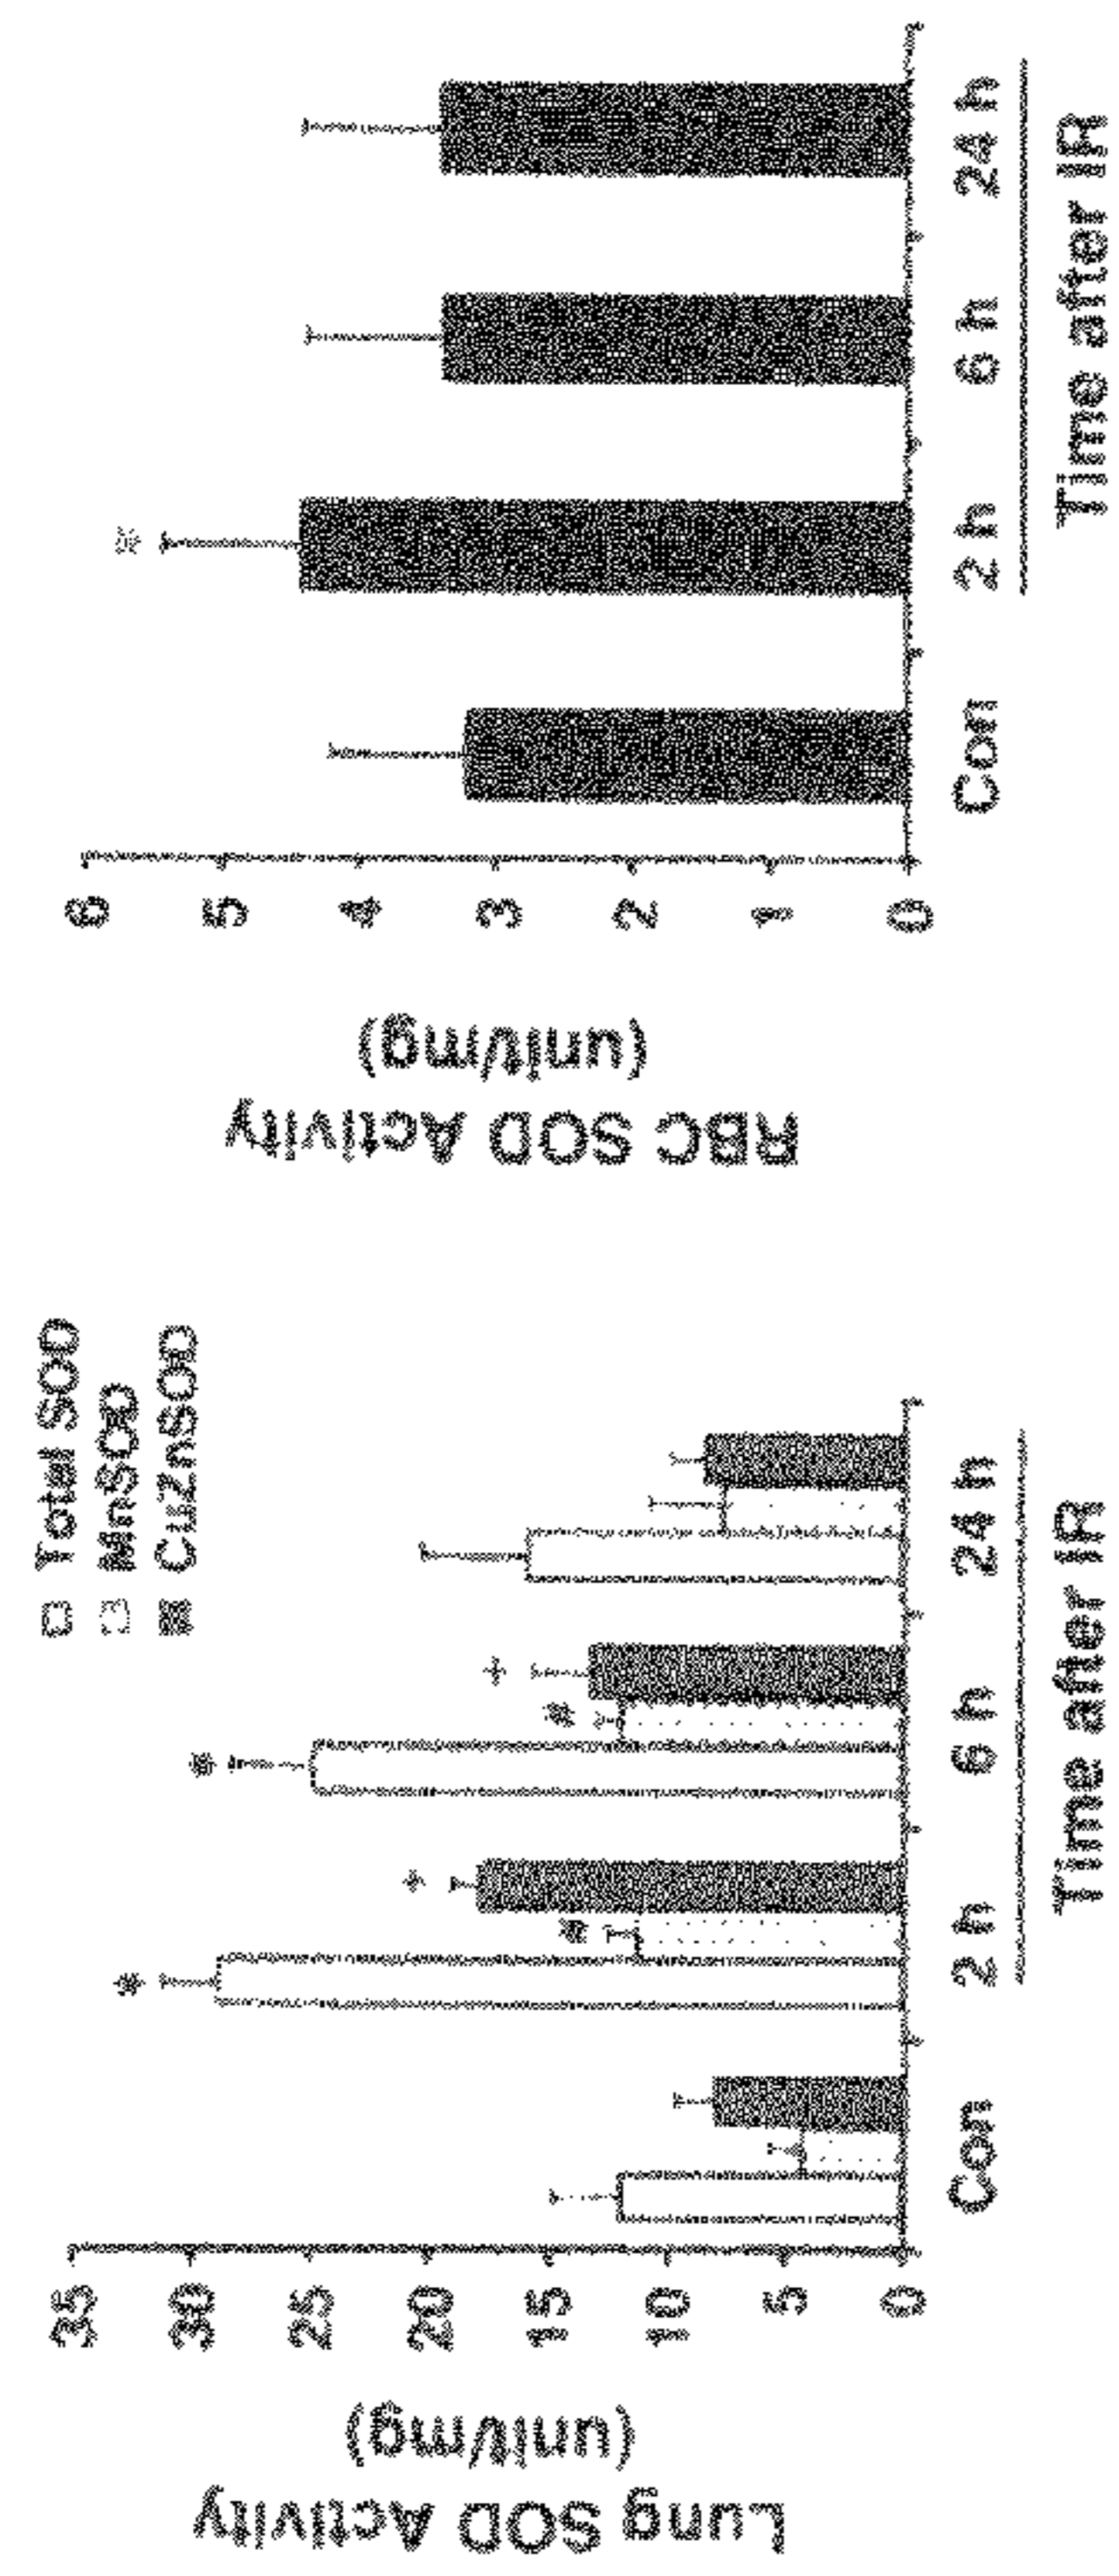 Lung SOD Activity
(unit/mg)
35
30
25
20
15
10
5
0
□ Total SOD
□ MnSOD
■ CuZnSOD
*
#
+
*
#
+
Con
2 h
6 h
24 h
Time after IR
RBC SOD Activity
(unit/mg)
6
5
4
3
2
1
0
*
Con
2 h
6 h
24 h
Time after IR